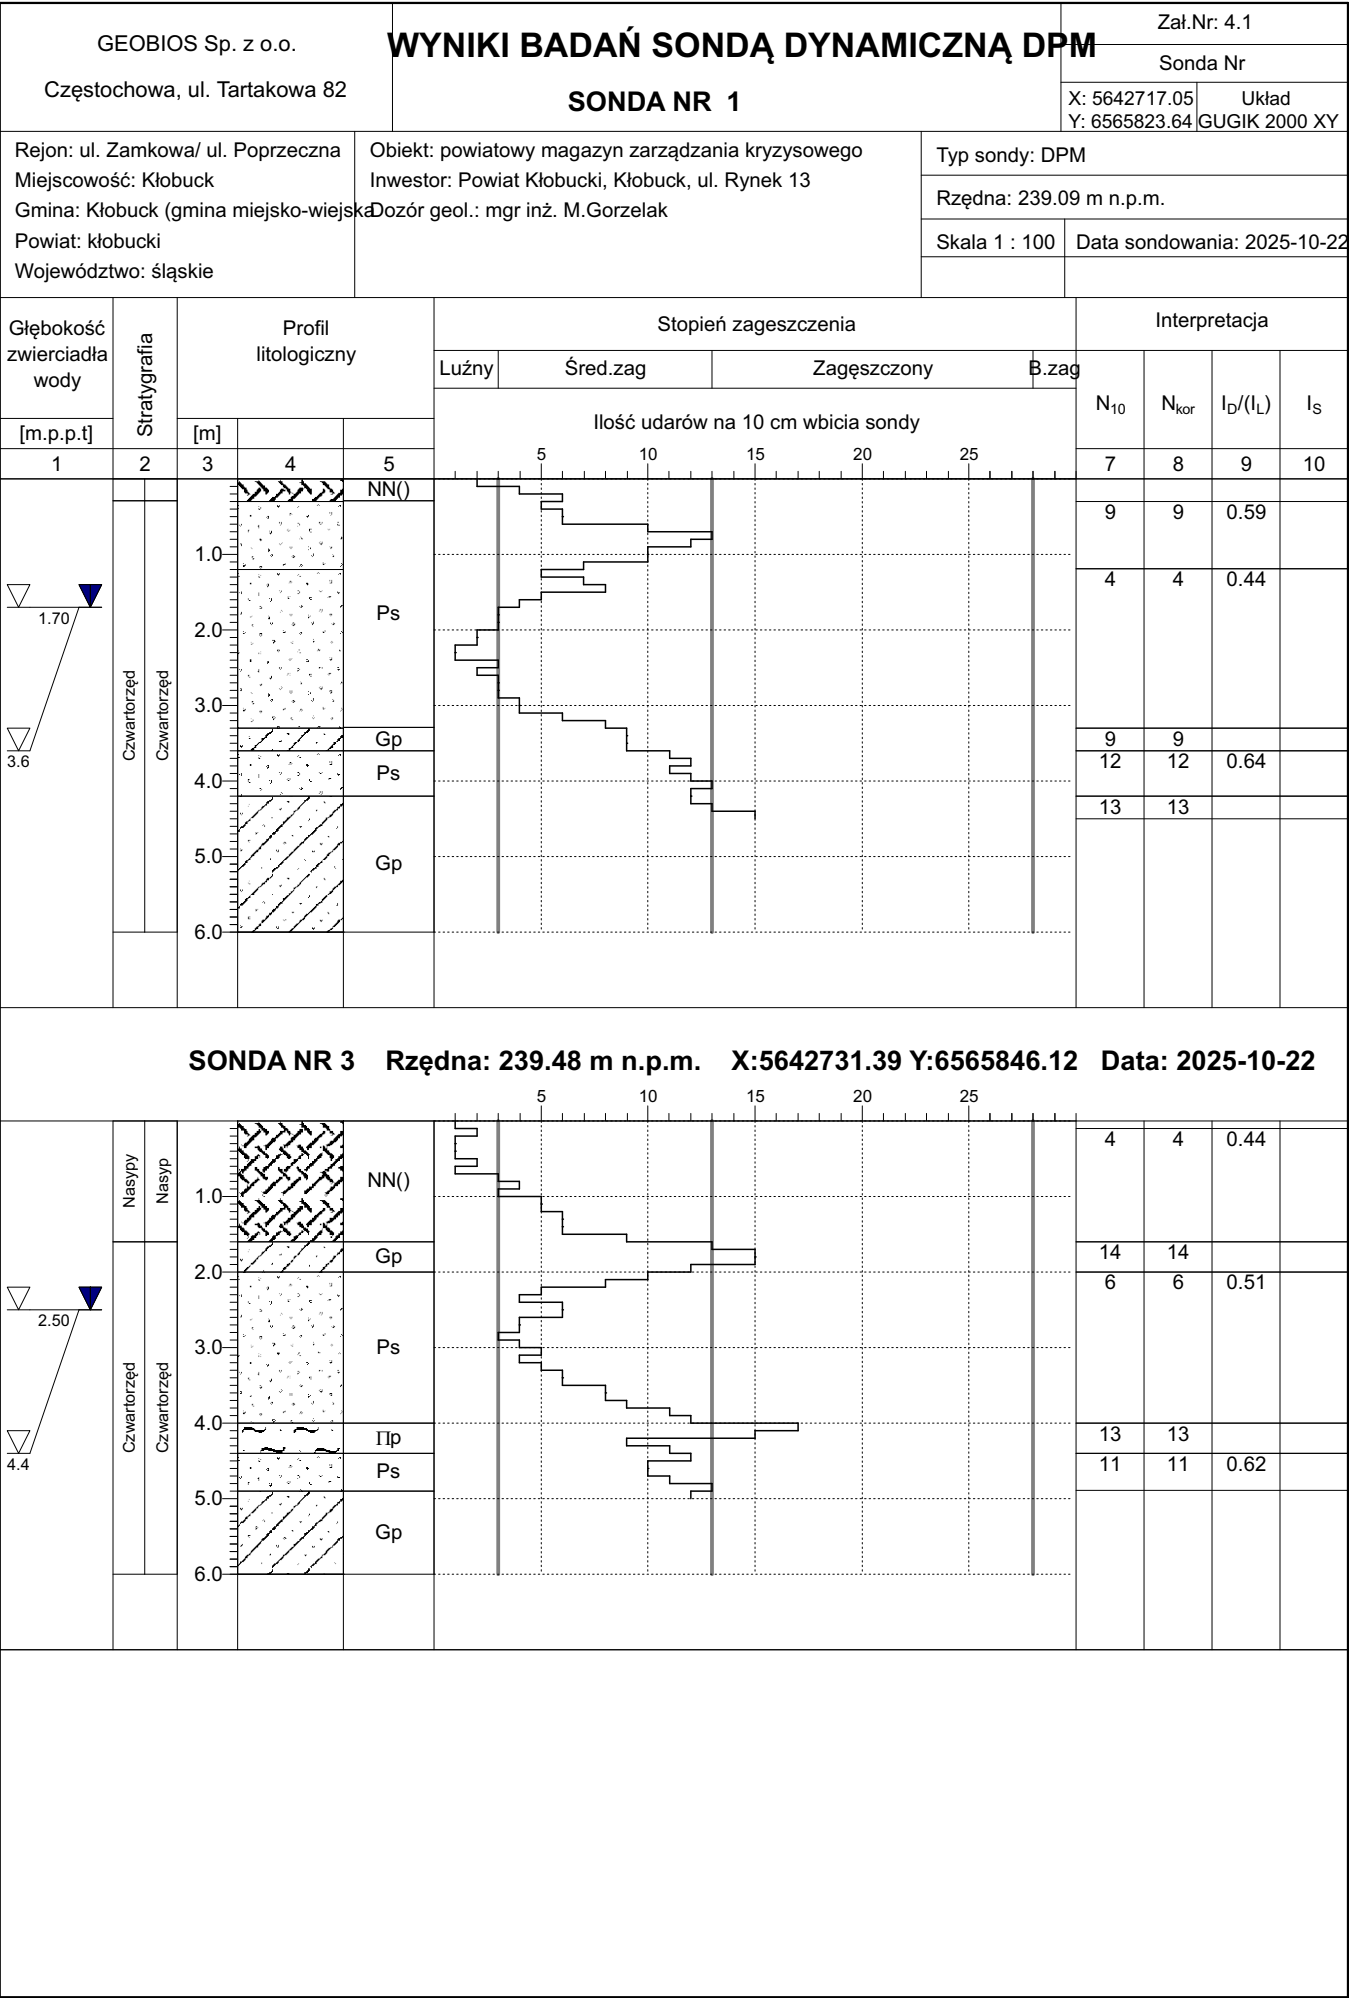 GEOBIOS Sp. z o.o.
Częstochowa, ul. Tartakowa 82
WYNIKI BADAŃ SONDĄ DYNAMICZNĄ DPM
SONDA NR 1
Zał.Nr: 4.1
Sonda Nr
X: 5642717.05 Układ
Y: 6565823.64 GUGIK 2000 XY
Rejon: ul. Zamkowa/ ul. Poprzeczna
Miejscowość: Kłobuck
Gmina: Kłobuck (gmina miejsko-wiejska
Powiat: kłobucki
Województwo: śląskie
Obiekt: powiatowy magazyn zarządzania kryzysowego
Inwestor: Powiat Kłobucki, Kłobuck, ul. Rynek 13
Dozór geol.: mgr inż. M.Gorzelak
Typ sondy: DPM
Rzędna: 239.09 m n.p.m.
Skala 1 : 100 Data sondowania: 2025-10-22
Głębokość
zwierciadła
wody
[m.p.p.t]
Stratygrafia
Profil
litologiczny
[m]
Stopień zageszczenia
Luźny Śred.zag Zagęszczony B.zag
Ilość udarów na 10 cm wbicia sondy
5 10 15 20 25
Interpretacja
N10 Nkor ID/(IL) IS
1 2 3 4 5 7 8 9 10
NN()
9 9 0.59
1.0
4 4 0.44
1.70
Ps
2.0
Czwartorzęd Czwartorzęd
3.0
Gp 9 9
3.6
Ps 12 12 0.64
4.0
13 13
5.0
Gp
6.0
SONDA NR 3 Rzędna: 239.48 m n.p.m. X:5642731.39 Y:6565846.12 Data: 2025-10-22
5 10 15 20 25
4 4 0.44
Nasypy Nasyp
NN()
1.0
Gp 14 14
2.0
6 6 0.51
2.50
3.0
Ps
Czwartorzęd Czwartorzęd
4.0
Πp 13 13
4.4
Ps 11 11 0.62
5.0
Gp
6.0